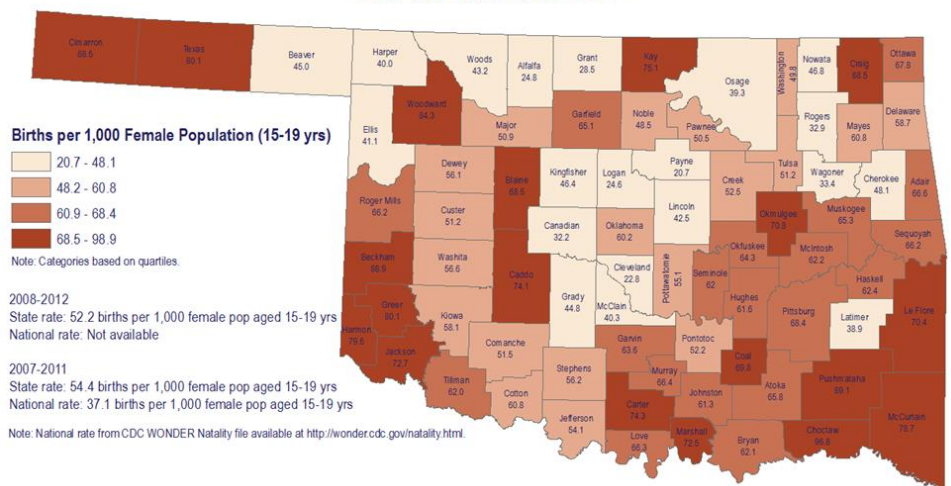 Cimarron
Texas
80.1
Beaver
45.0
Harper
40.0
Woods
43.2
Alfalfa
24.8
Grant
28.5
Kay
75.1
Osage
39.3
Washington
49.8
Nowata
46.8
Craig
68.5
Ottawa
67.8
Woodward
84.3
Ellis
41.1
Major
50.9
Garfield
65.1
Noble
48.5
Pawnee
50.5
Rogers
32.9
Mayes
60.8
Delaware
58.7
Births per 1,000 Female Population (15-19 yrs)
20.7 - 48.1
48.2 - 60.8
60.9 - 68.4
68.5 - 98.9
Note: Categories based on quartiles.
Dewey
56.1
Blaine
68.5
Kingfisher
46.4
Logan
24.6
Payne
20.7
Creek
52.5
Tulsa
51.2
Wagoner
33.4
Cherokee
48.1
Adair
66.6
Roger Mills
66.2
Custer
51.2
Canadian
32.2
Oklahoma
60.2
Lincoln
42.5
Okmulgee
70.8
Muskogee
65.3
Sequoyah
66.2
Beckham
98.9
Washita
56.6
Caddo
74.1
Cleveland
22.8
Pottawatomie
55.1
Seminole
62
Okfuskee
64.3
McIntosh
62.2
Haskell
62.4
2008-2012
State rate: 52.2 births per 1,000 female pop aged 15-19 yrs
National rate: Not available
Greer
80.1
Harmon
79.6
Kiowa
58.1
Grady
44.8
McClain
40.3
Hughes
61.6
Pittsburg
68.4
Latimer
38.9
Le Flore
70.4
Jackson
72.7
Comanche
51.5
Garvin
63.6
Pontotoc
52.2
Coal
69.8
2007-2011
State rate: 54.4 births per 1,000 female pop aged 15-19 yrs
National rate: 37.1 births per 1,000 female pop aged 15-19 yrs
Tillman
62.0
Cotton
60.8
Stephens
56.2
Murray
66.4
Johnston
61.3
Atoka
65.8
Pushmataha
69.1
Note: National rate from CDC WONDER Natality file available at http://wonder.cdc.gov/natality.html.
Jefferson
54.1
Carter
74.3
Love
66.3
Marshall
72.5
Bryan
62.1
Choctaw
96.8
McCurtain
78.7